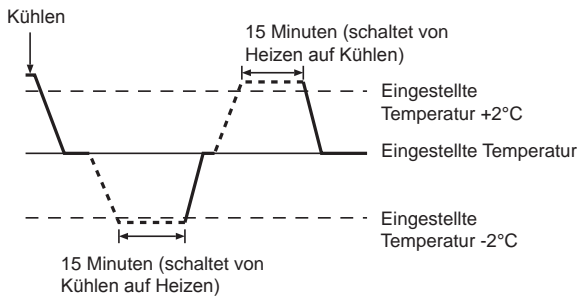 Kühlen
15 Minuten (schaltet von
Heizen auf Kühlen)
Eingestellte
Temperatur +2°C
Eingestellte Temperatur
Eingestellte
Temperatur -2°C
15 Minuten (schaltet von
Kühlen auf Heizen)